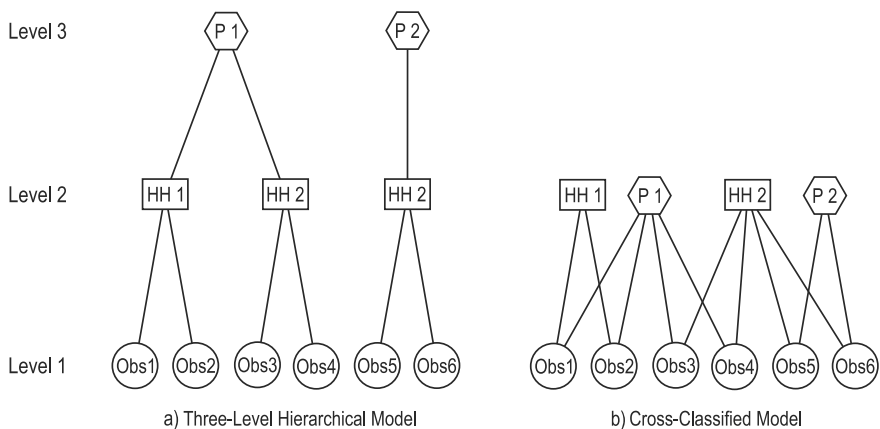 Level 3
P 1
P 2
Level 2
HH 1
HH 2
HH 2
HH 1
P 1
HH 2
P 2
Level 1
Obs1
Obs2
Obs3
Obs4
Obs5
Obs6
Obs1
Obs2
Obs3
Obs4
Obs5
Obs6
a) Three-Level Hierarchical Model
b) Cross-Classified Model